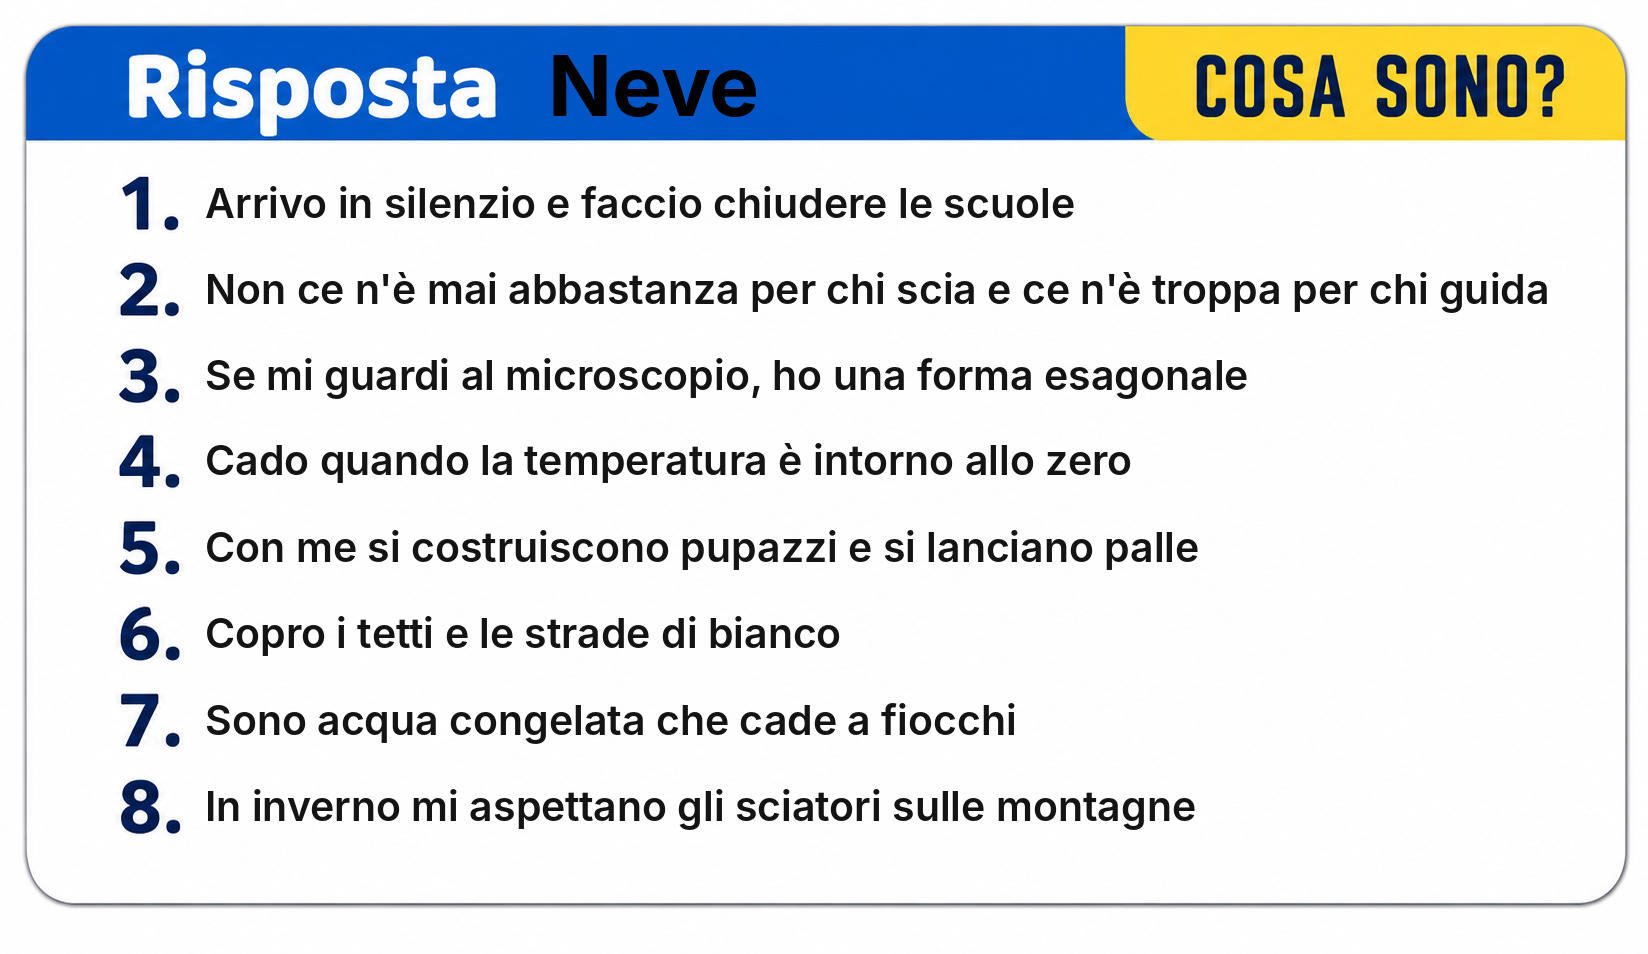 Risposta Neve COSA SONO?
1. Arrivo in silenzio e faccio chiudere le scuole
2. Non ce n'è mai abbastanza per chi scia e ce n'è troppa per chi guida
3. Se mi guardi al microscopio, ho una forma esagonale
4. Cado quando la temperatura è intorno allo zero
5. Con me si costruiscono pupazzi e si lanciano palle
6. Copro i tetti e le strade di bianco
7. Sono acqua congelata che cade a fiocchi
8. In inverno mi aspettano gli sciatori sulle montagne